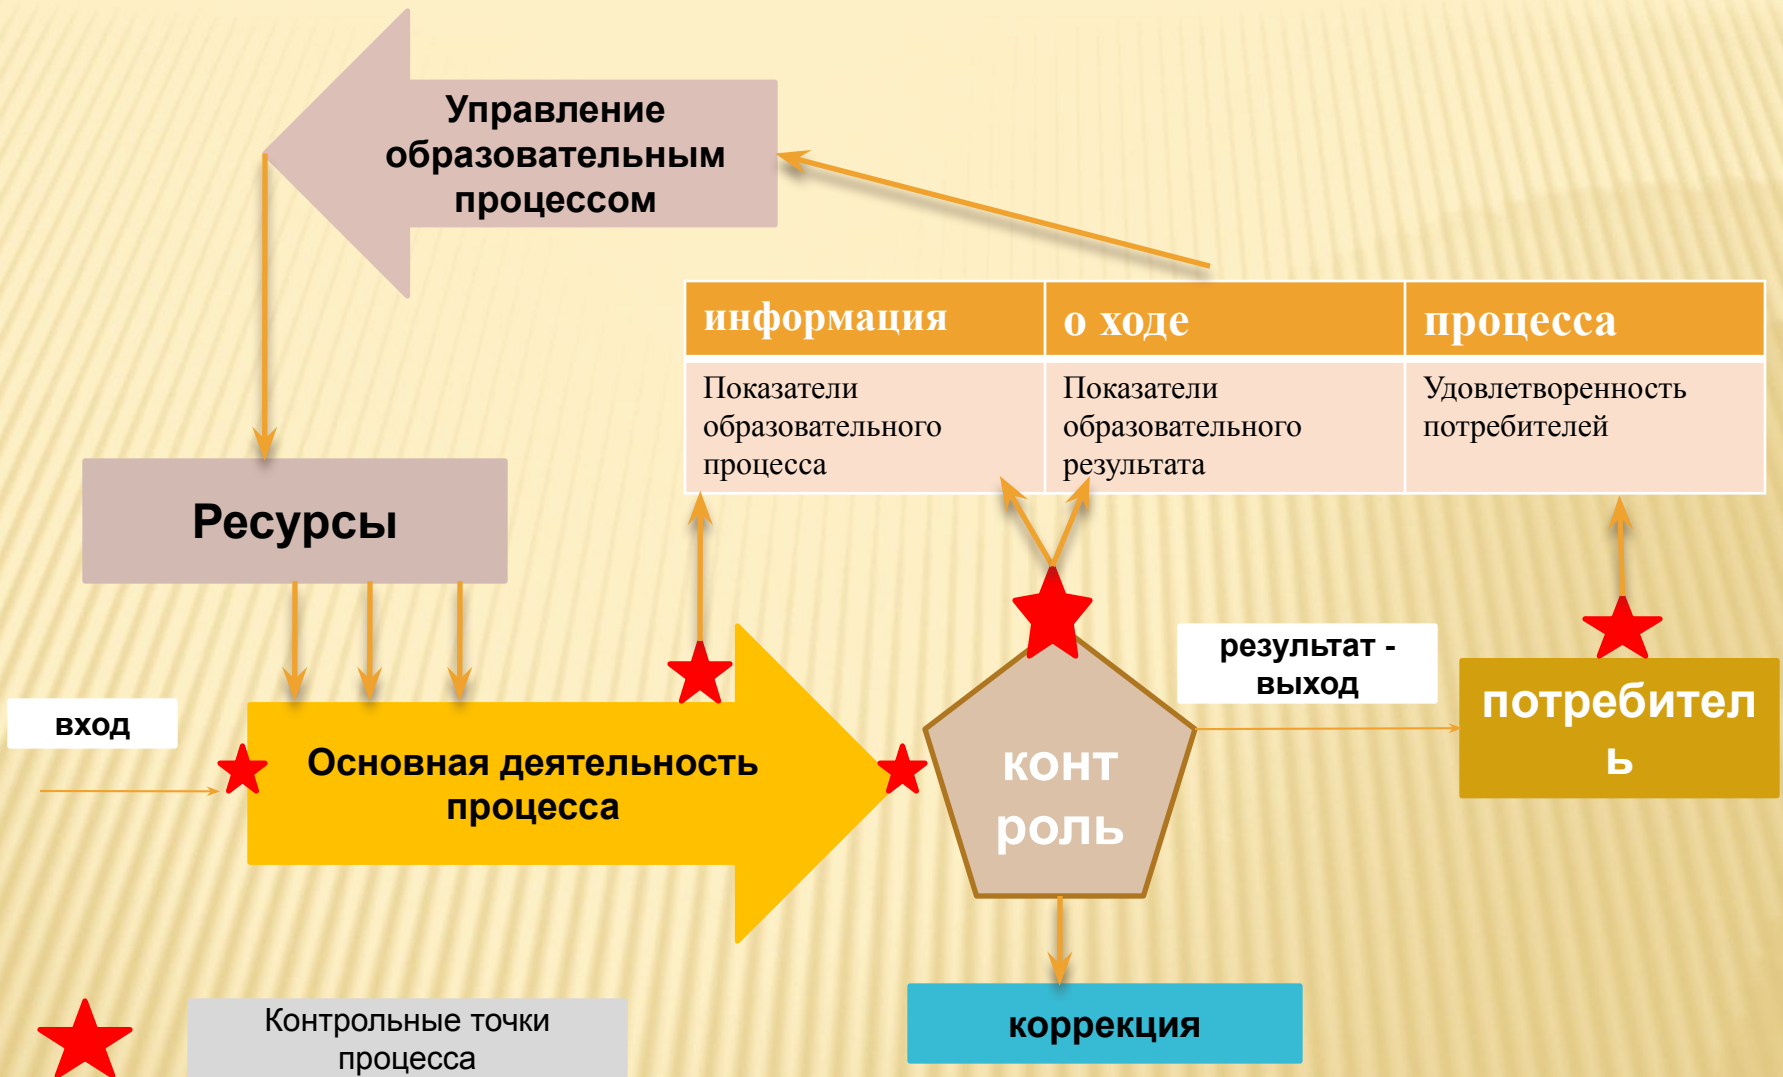 Управление
образовательным
процессом
информация
о ходе
процесса
Показатели
образовательного
процесса
Показатели
образовательного
результата
Удовлетворенность
потребителей
Ресурсы
вход
Основная деятельность
процесса
конт
роль
результат -
выход
потребител
ь
коррекция
Контрольные точки
процесса